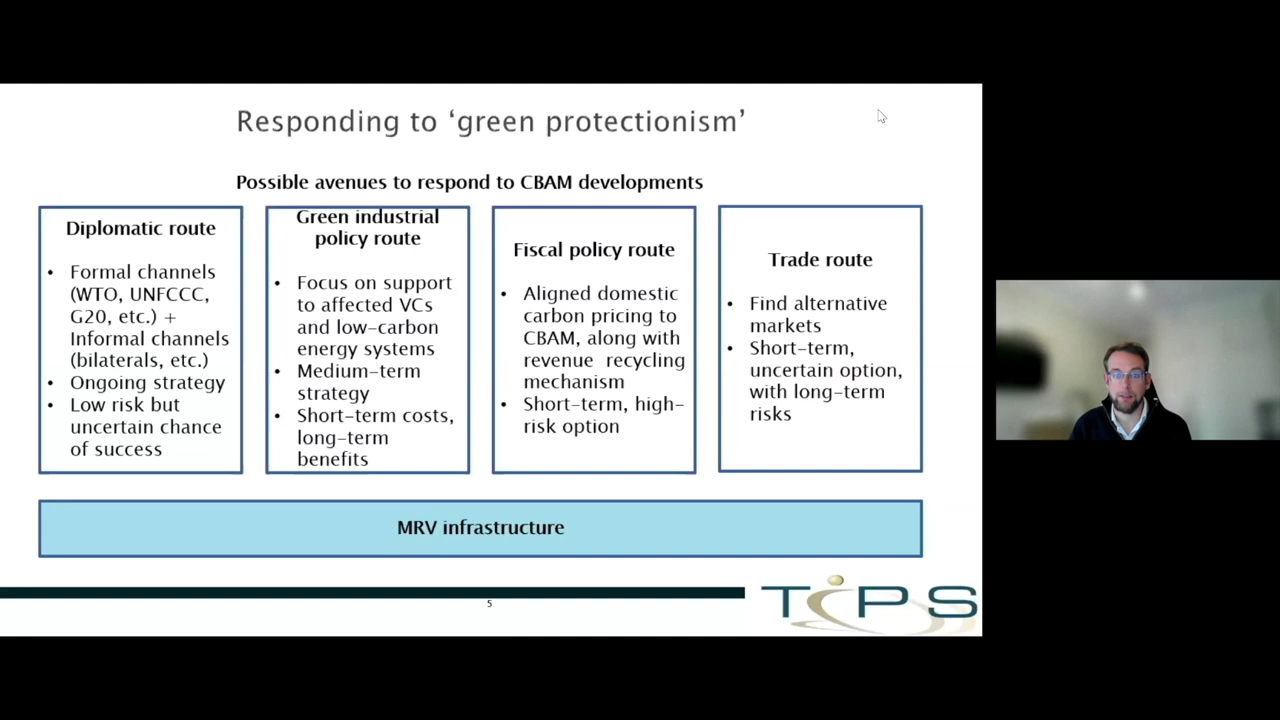 Responding to ‘green protectionism’
Possible avenues to respond to CBAM developments
Diplomatic route
• Formal channels
(WTO, UNFCCC,
G20, etc.) +
Informal channels
(bilaterals, etc.)
• Ongoing strategy
• Low risk but
uncertain chance
of success
Green industrial
policy route
• Focus on support
to affected VCs
and low-carbon
energy systems
• Medium-term
strategy
• Short-term costs,
long-term
benefits
Fiscal policy route
• Aligned domestic
carbon pricing to
CBAM, along with
revenue recycling
mechanism
• Short-term, high-
risk option
Trade route
• Find alternative
markets
• Short-term,
uncertain option,
with long-term
risks
MRV infrastructure
5
TIPS